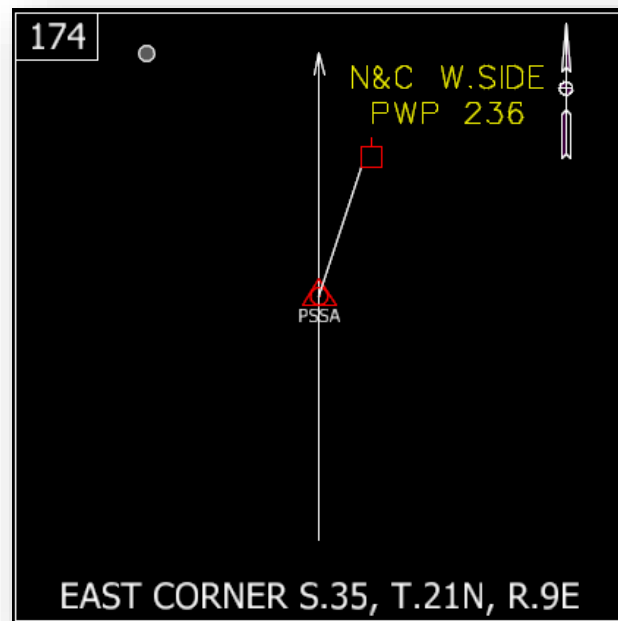 174
N&C W.SIDE
PWP 236
PSSA
EAST CORNER S.35, T.21N, R.9E